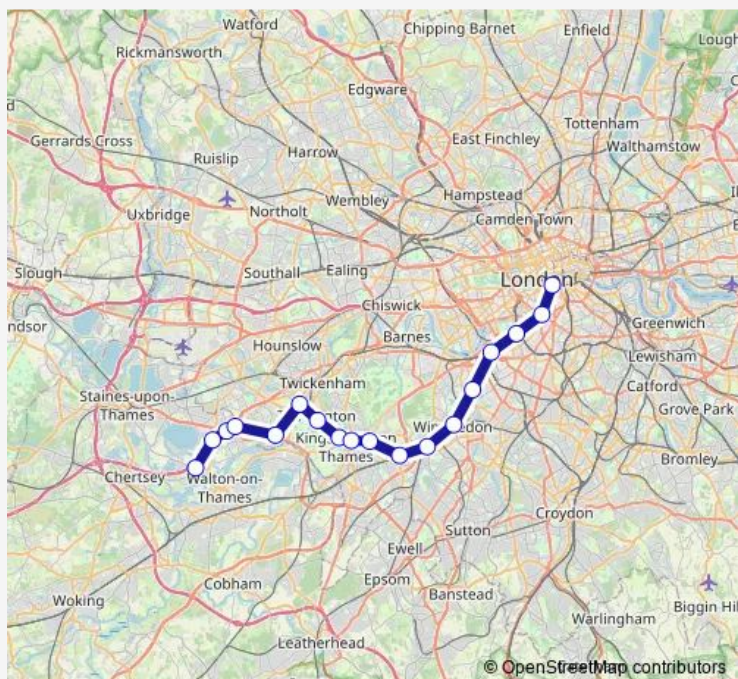 Watford
Chipping Barnet
Enfield
Lough
Rickmansworth
Edgware
Tottenham
Gerrards Cross
Ruislip
Harrow
East Finchley
Walthamstow
Wembley
Hampstead
Uxbridge
Northolt
Camden Town
Slough
Southall
Ealing
London
Chiswick
ndsor
Barnes
Greenwich
Hounslow
Lewisham
Staines-upon-
Thames
Twickenham
Catford
Grove Park
Thames
Chertsey
Walton-on-
Thames
Bromley
Croydon
Sutton
Ewell
Epsom
Cobham
Banstead
Woking
Biggin Hil
Warlingham
Leatherhead
© OpenStreetMap contributors